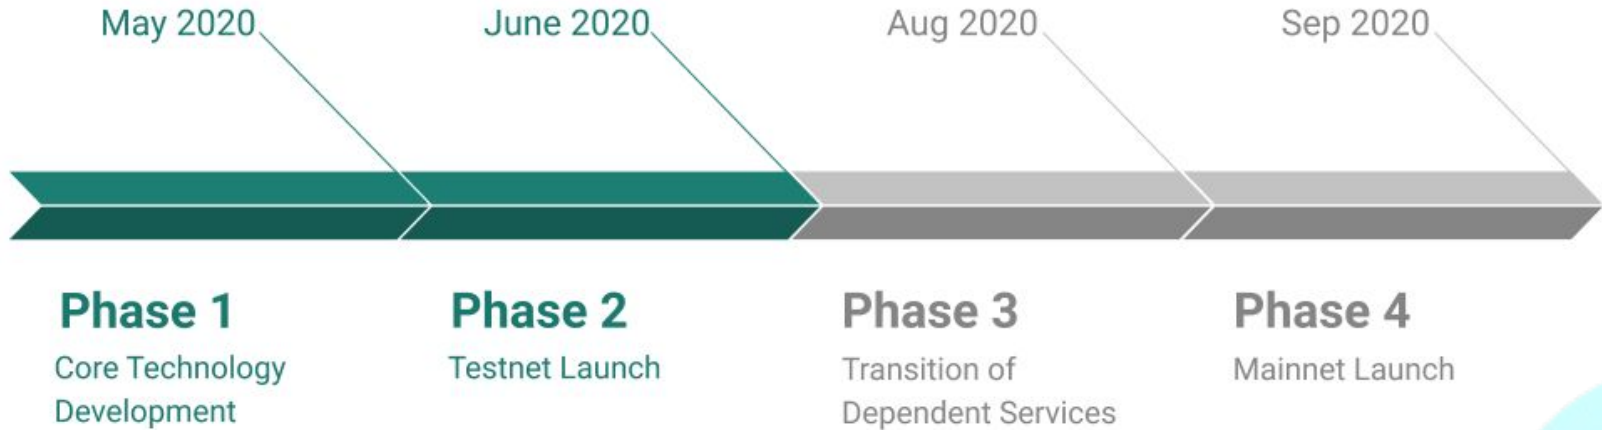 May 2020
June 2020
Aug 2020
Sep 2020
Phase 1
Core Technology
Development
Phase 2
Testnet Launch
Phase 3
Transition of
Dependent Services
Phase 4
Mainnet Launch